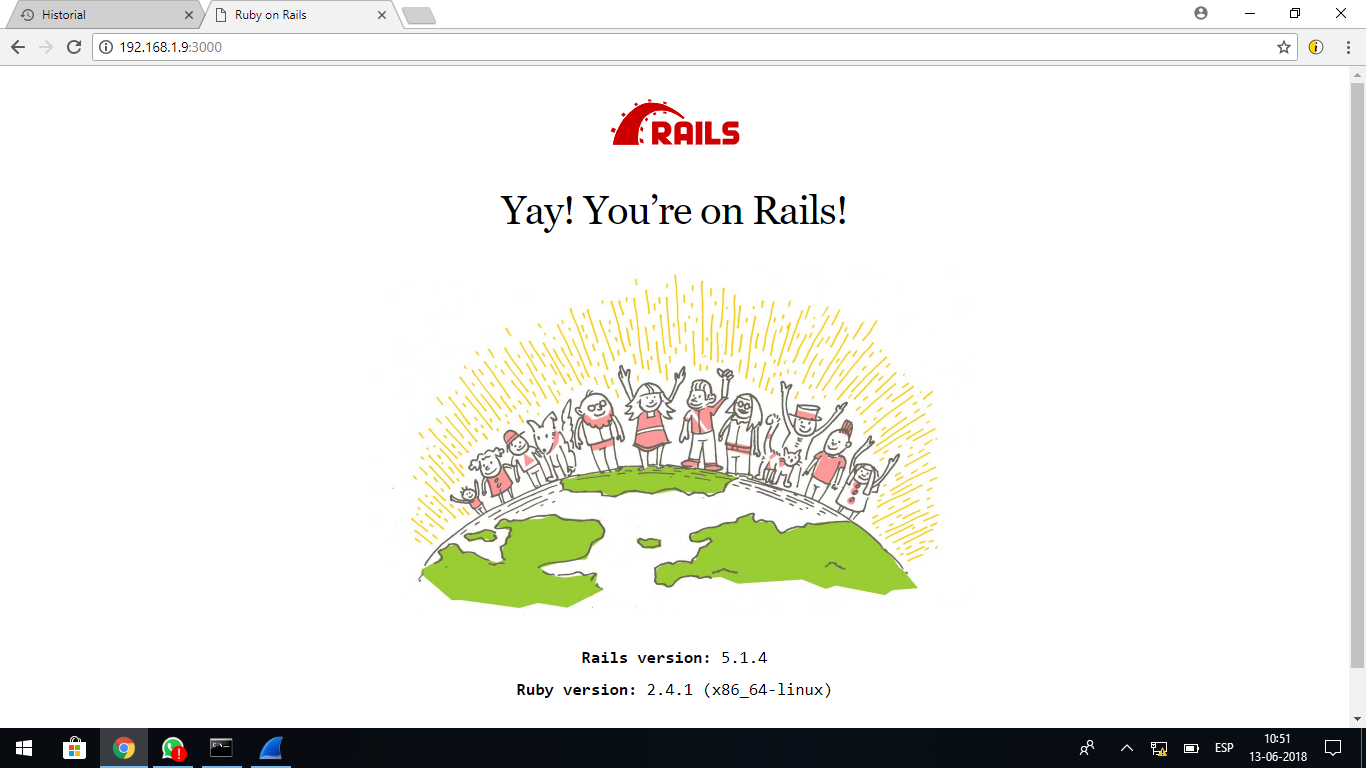 Historial
Ruby on Rails
192.168.1.9:3000
RAILS
Yay! You’re on Rails!
Rails version: 5.1.4
Ruby version: 2.4.1 (x86_64-linux)
ESP
10:51
13-06-2018